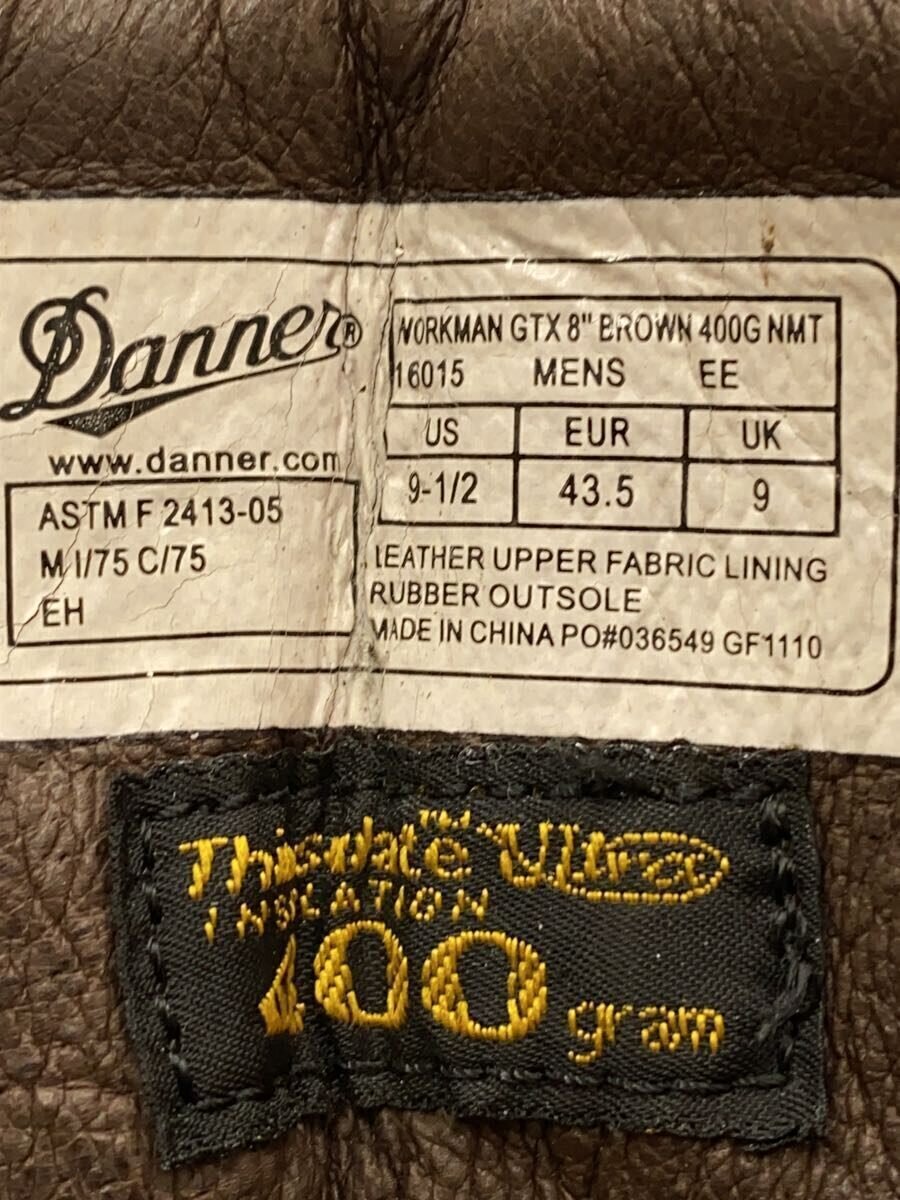 Danner®
www.danner.com
ASTM F 2413-05
M I/75 C/75
EH
WORKMAN GTX 8" BROWN 400G NMT
16015 MENS EE
US EUR UK
9-1/2 43.5 9
LEATHER UPPER FABRIC LINING
RUBBER OUTSOLE
MADE IN CHINA PO#036549 GF1110
Thinsulate™ Ultra
INSULATION
400 gram